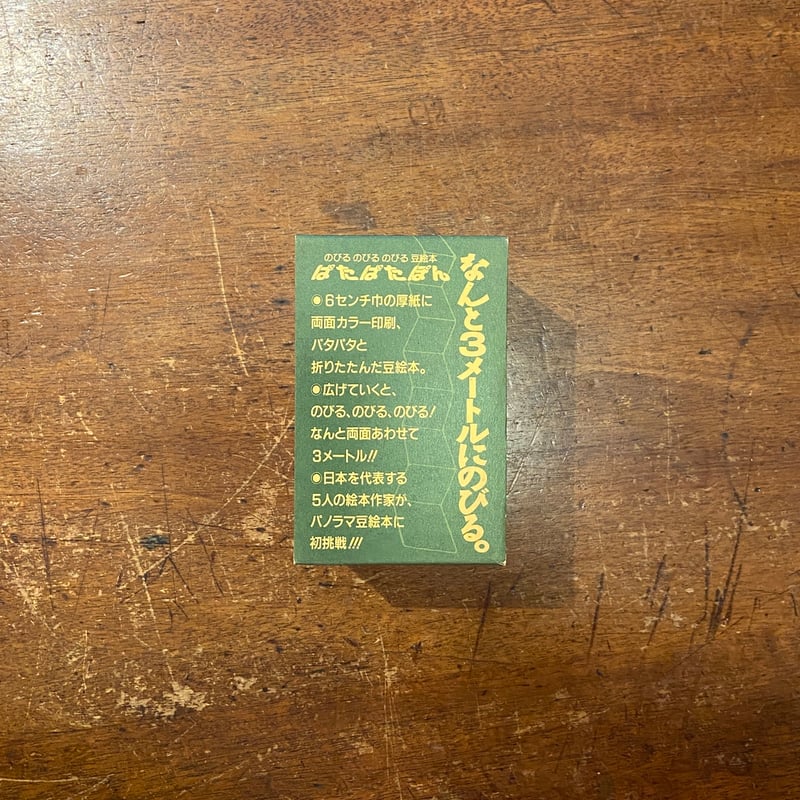 のびる のびる のびる 豆絵本
ぱたぱたぽん
なんと3メートルにのびる。
◉6センチ巾の厚紙に
両面カラー印刷、
パタパタと
折りたたんだ豆絵本。
◉広げていくと、
のびる、のびる、のびる!
なんと両面あわせて
3メートル!!
◉日本を代表する
5人の絵本作家が、
パノラマ豆絵本に
初挑戦!!!